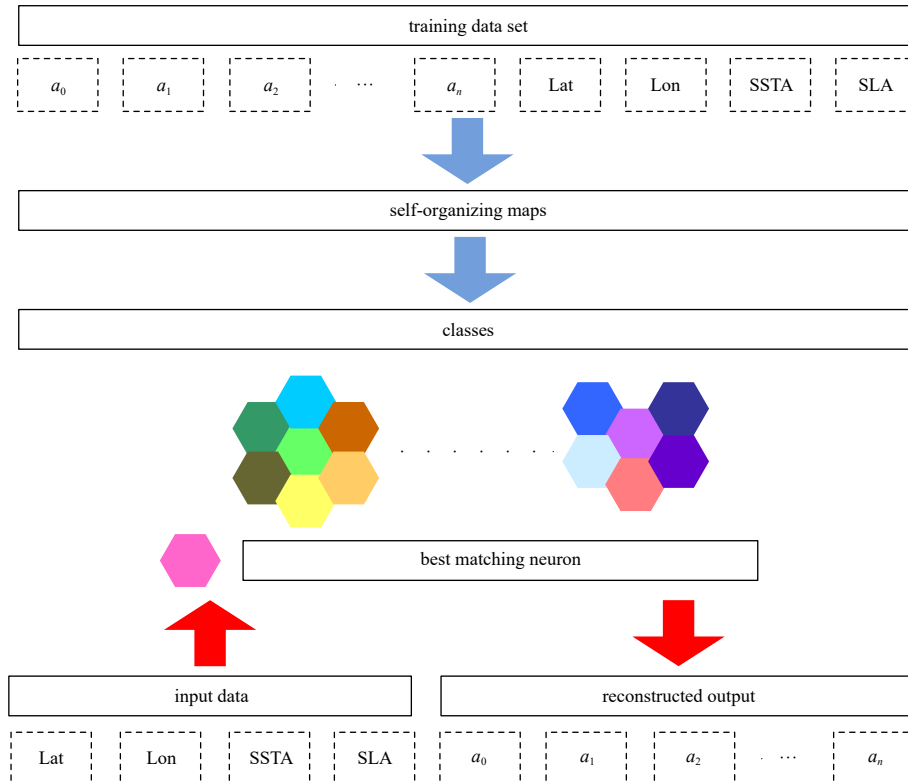 training data set
a₀ a₁ a₂ · ··· aₙ Lat Lon SSTA SLA
self-organizing maps
classes
· · · · · · ·
best matching neuron
input data reconstructed output
Lat Lon SSTA SLA a₀ a₁ a₂ · ··· aₙ